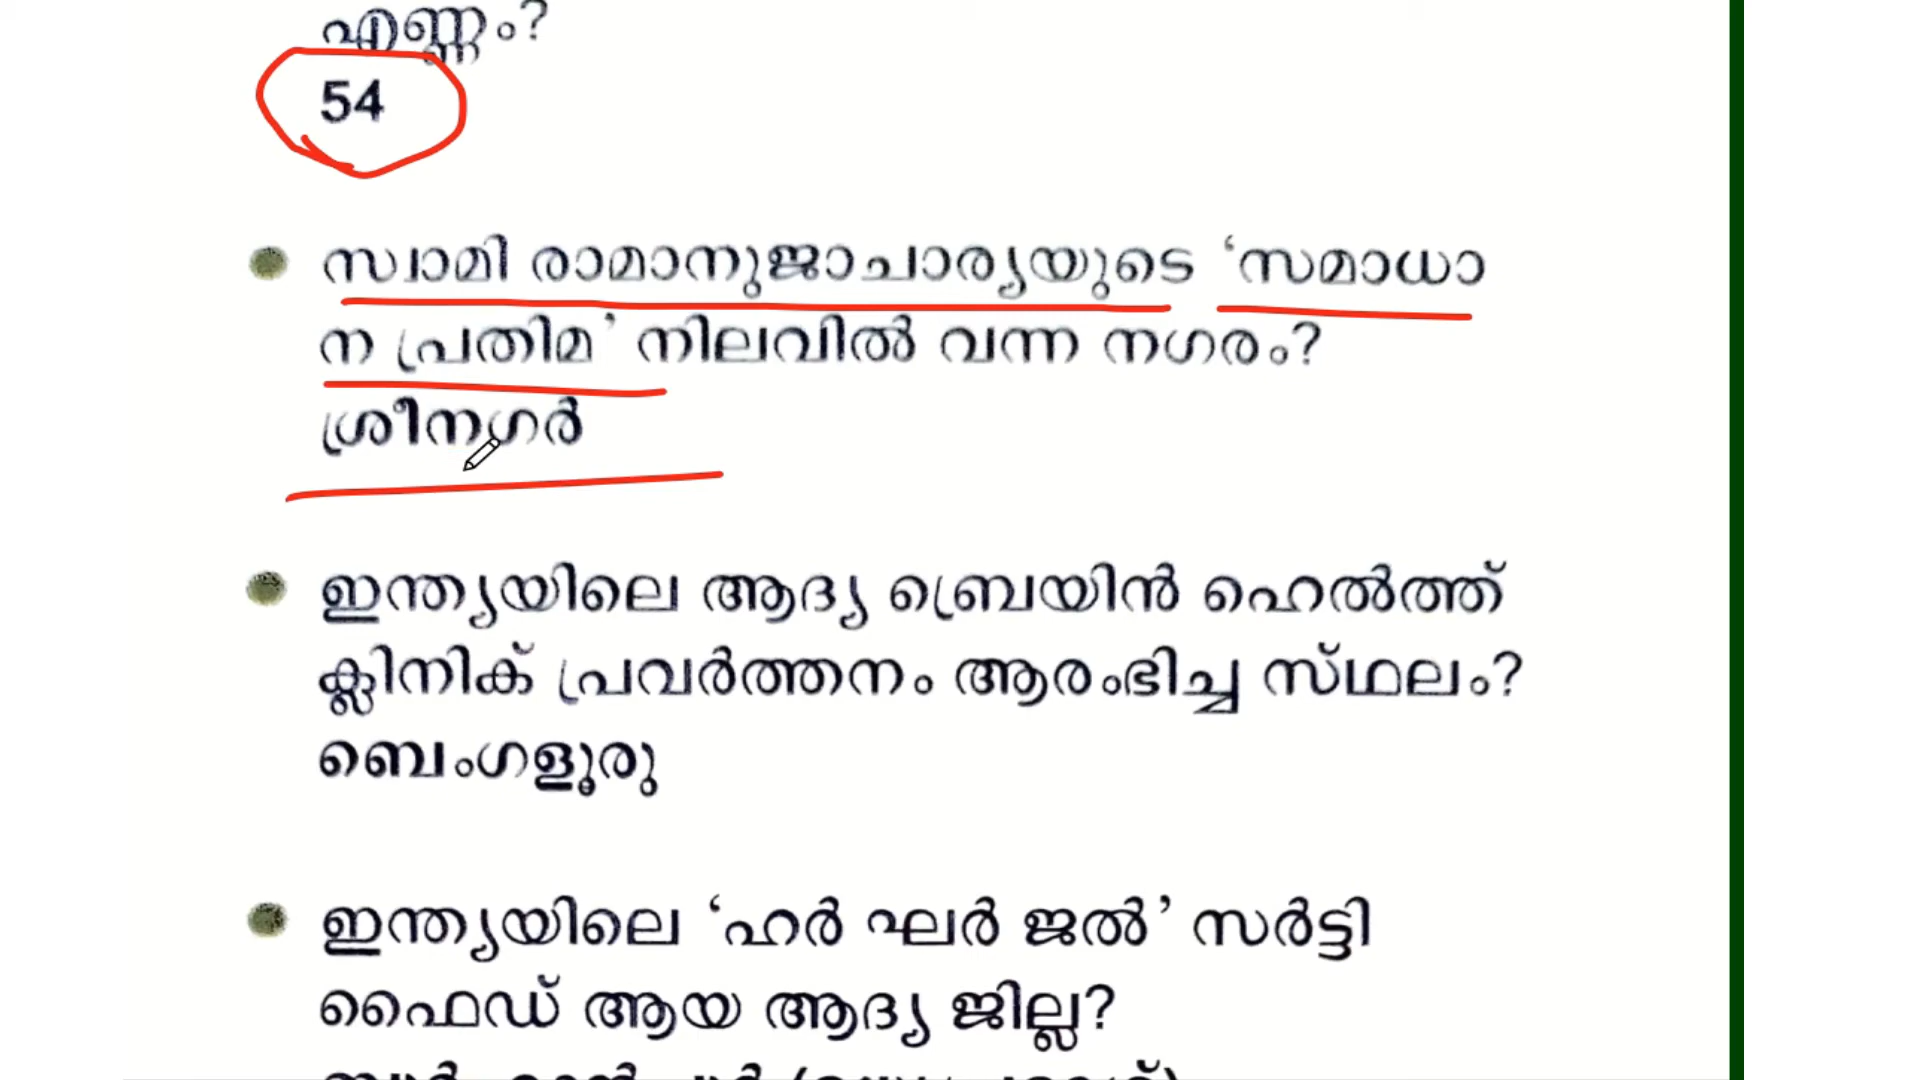 എണ്ണം?
54
സ്വാമി രാമാനുജാചാര്യയുടെ ‘സമാധാ
ന പ്രതിമ’ നിലവിൽ വന്ന നഗരം?
ശ്രീനഗർ
ഇന്ത്യയിലെ ആദ്യ ബ്രെയിൻ ഹെൽത്ത്
ക്ലിനിക് പ്രവർത്തനം ആരംഭിച്ച സ്ഥലം?
ബെംഗളൂരു
ഇന്ത്യയിലെ ‘ഹർ ഘർ ജൽ’ സർട്ടി
ഫൈഡ് ആയ ആദ്യ ജില്ല?